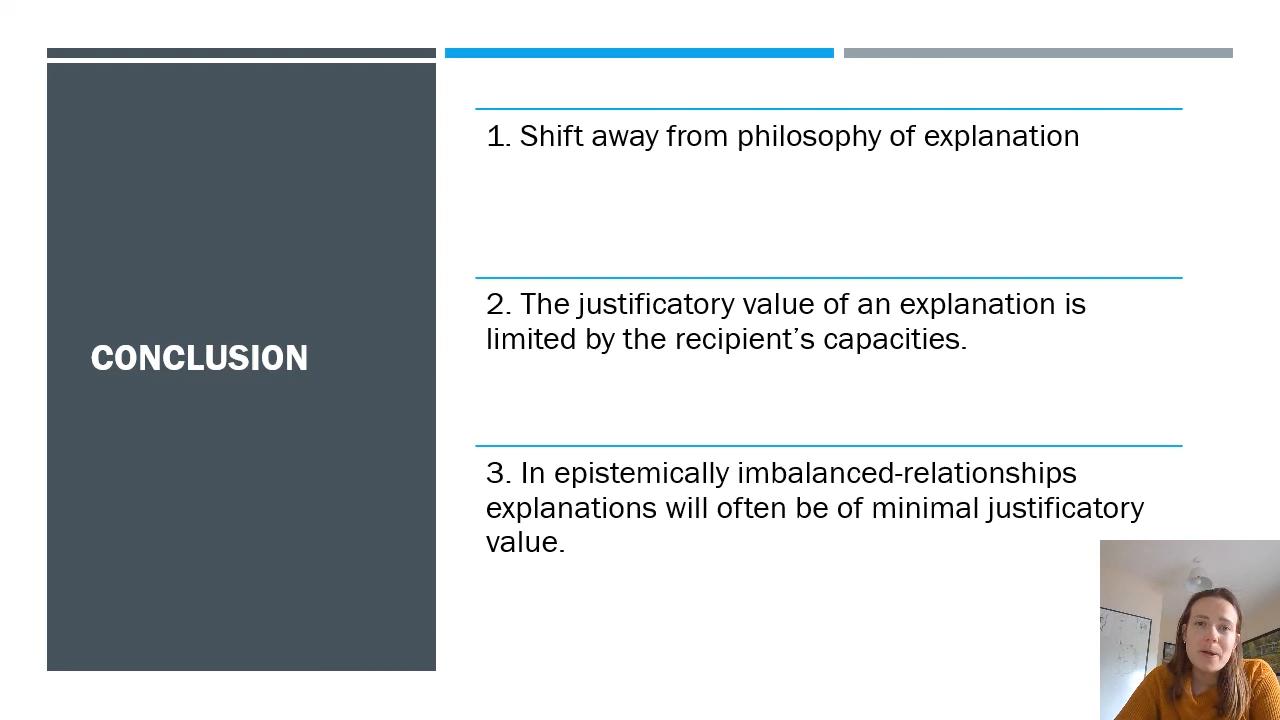 CONCLUSION
1. Shift away from philosophy of explanation
2. The justificatory value of an explanation is
limited by the recipient’s capacities.
3. In epistemically imbalanced-relationships
explanations will often be of minimal justificatory
value.